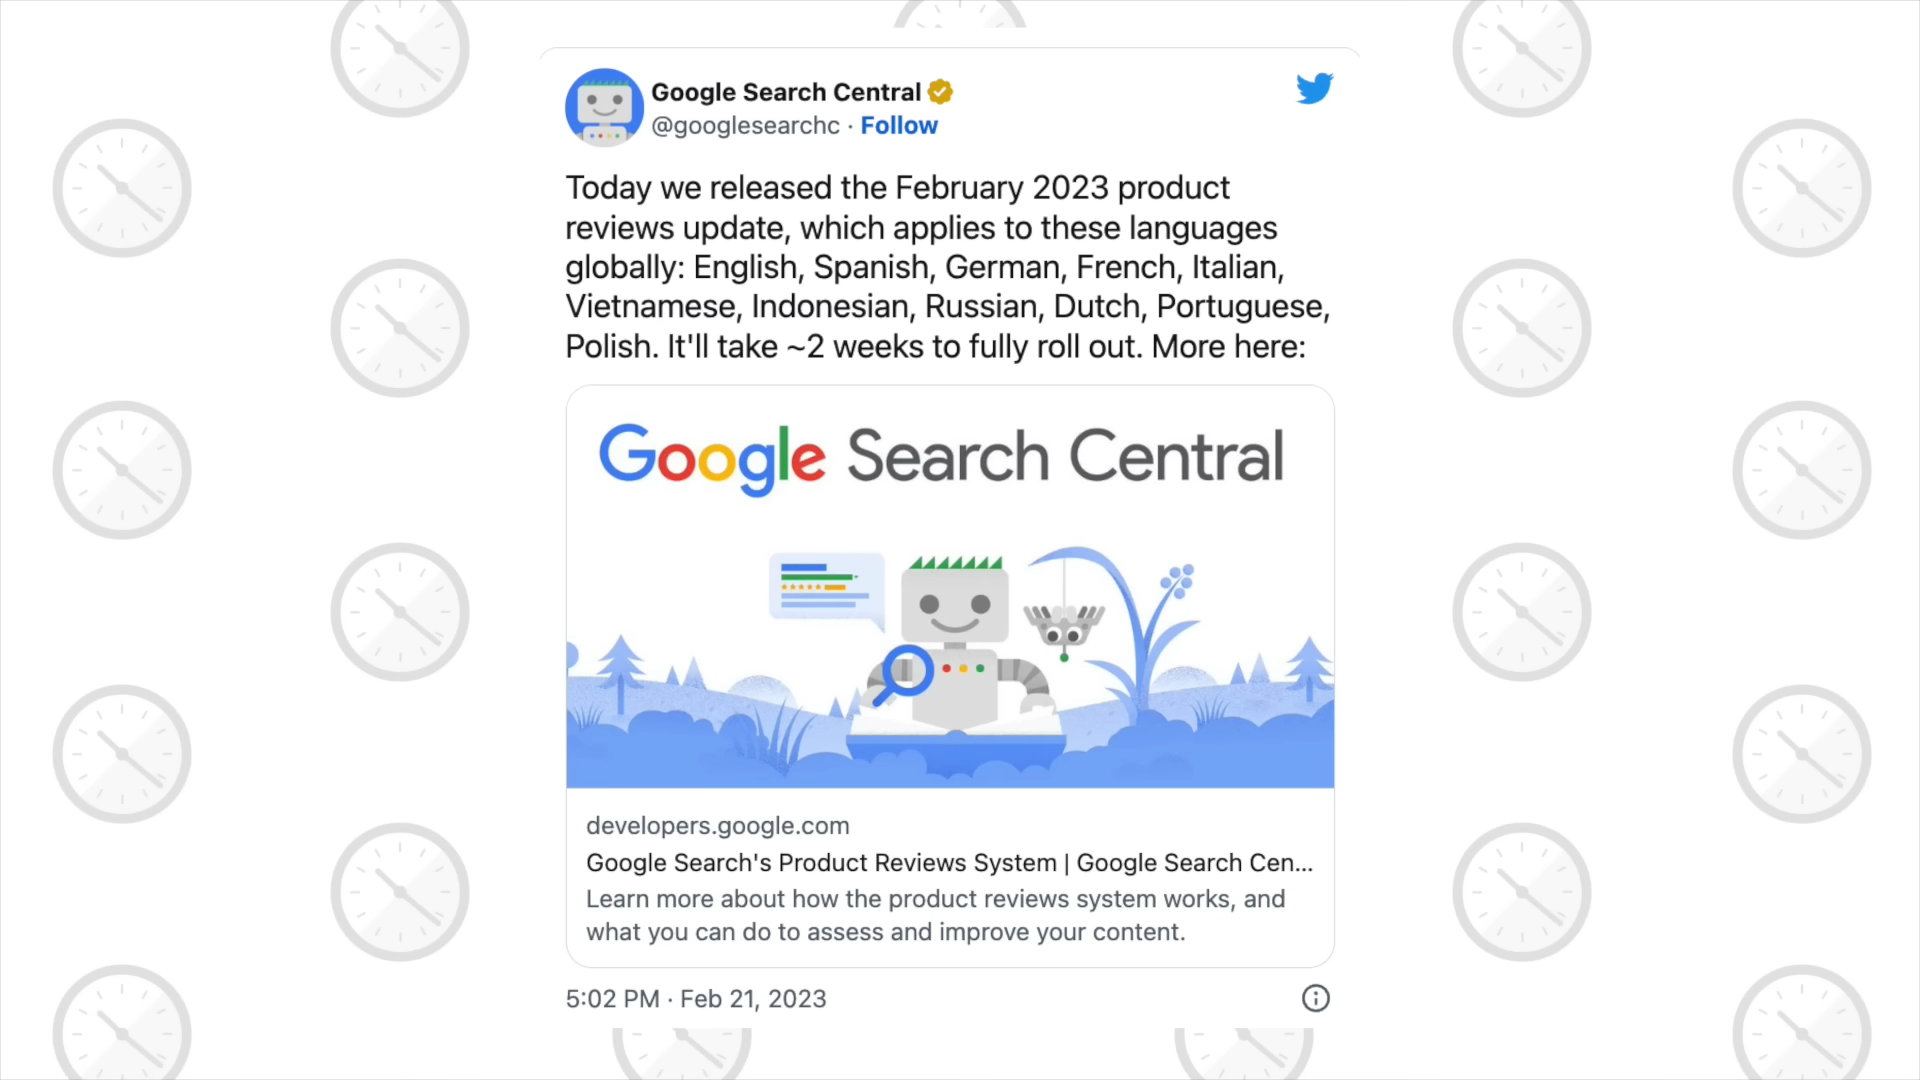 Google Search Central
@googlesearchc · Follow
Today we released the February 2023 product
reviews update, which applies to these languages
globally: English, Spanish, German, French, Italian,
Vietnamese, Indonesian, Russian, Dutch, Portuguese,
Polish. It'll take ~2 weeks to fully roll out. More here:
Google Search Central
developers.google.com
Google Search's Product Reviews System | Google Search Cen...
Learn more about how the product reviews system works, and
what you can do to assess and improve your content.
5:02 PM · Feb 21, 2023